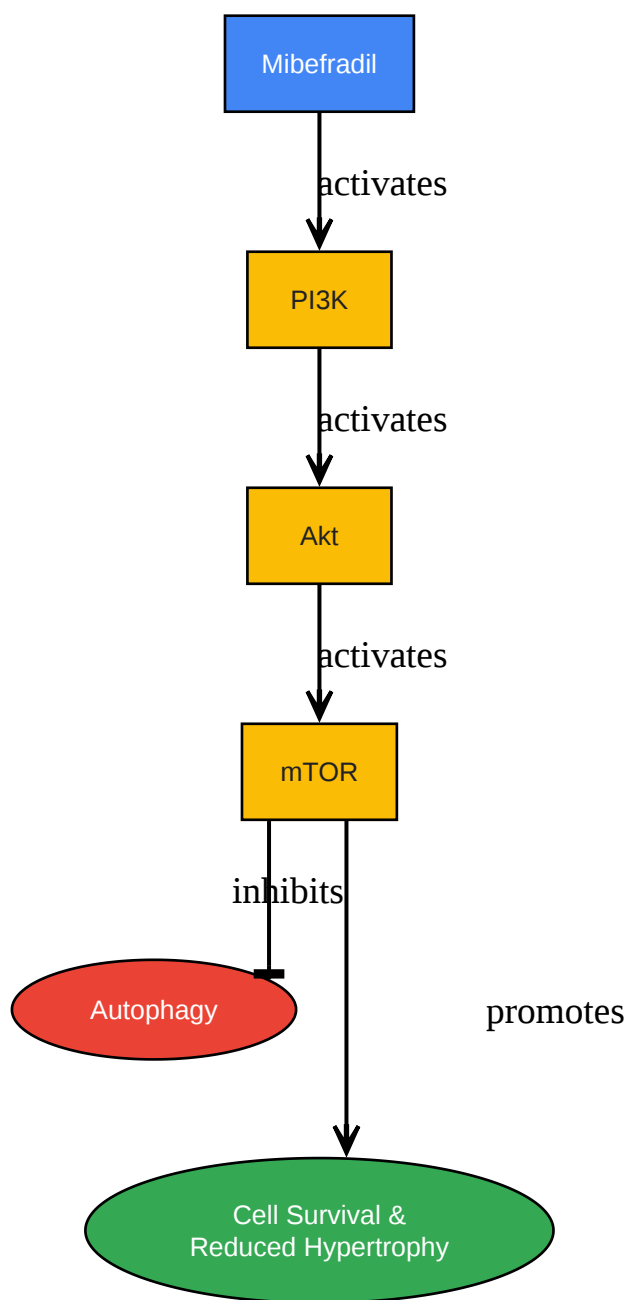 Mibefradil
activates
PI3K
activates
Akt
activates
mTOR
inhibits
Autophagy
promotes
Cell Survival &
Reduced Hypertrophy